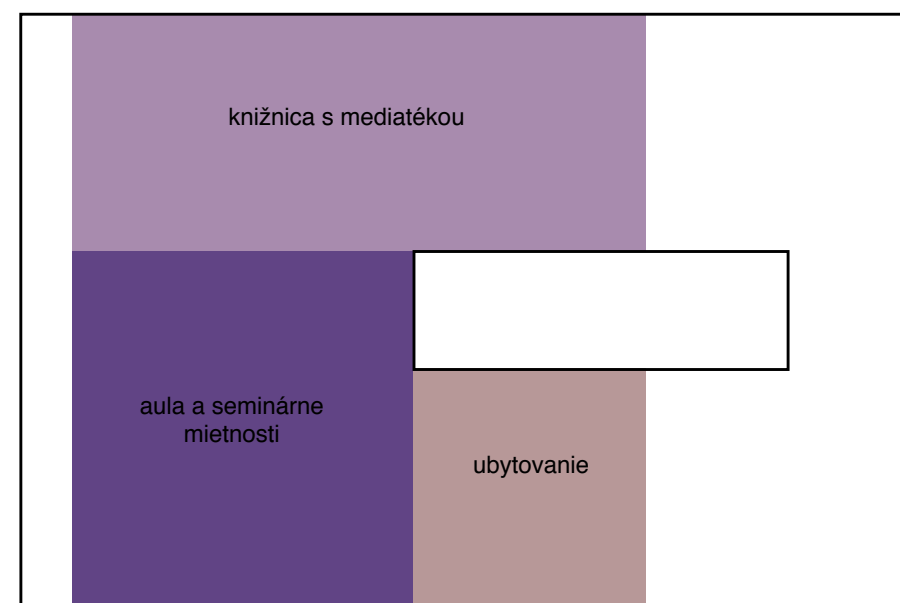 knižnica s mediatékou
aula a seminárne
mietnosti
ubytovanie